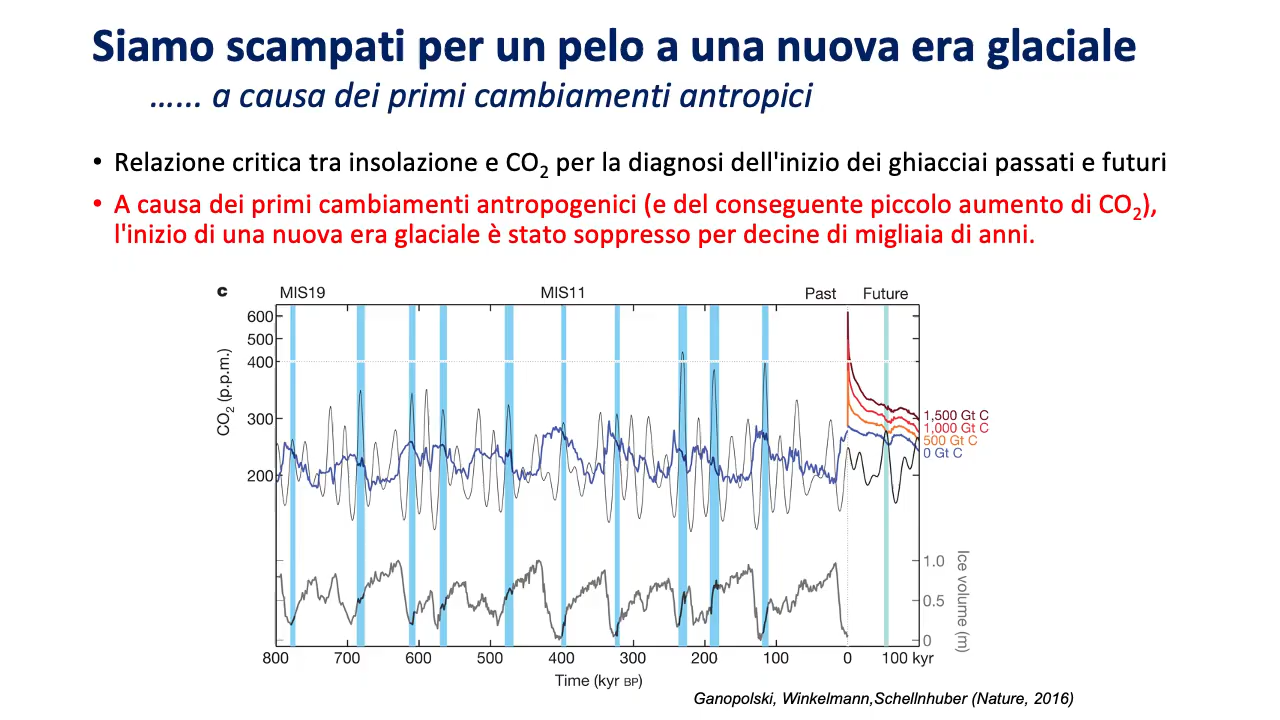 Siamo scampati per un pelo a una nuova era glaciale
...... a causa dei primi cambiamenti antropici
• Relazione critica tra insolazione e CO2 per la diagnosi dell'inizio dei ghiacciai passati e futuri
• A causa dei primi cambiamenti antropogenici (e del conseguente piccolo aumento di CO2),
l'inizio di una nuova era glaciale è stato soppresso per decine di migliaia di anni.
c
MIS19 MIS11 Past Future
600
500
400
300
200
CO2 (p.p.m.)
1,500 Gt C
1,000 Gt C
500 Gt C
0 Gt C
1.0
0.5
0
Ice volume (m)
800 700 600 500 400 300 200 100 0 100 kyr
Time (kyr BP)
Ganopolski, Winkelmann,Schellnhuber (Nature, 2016)